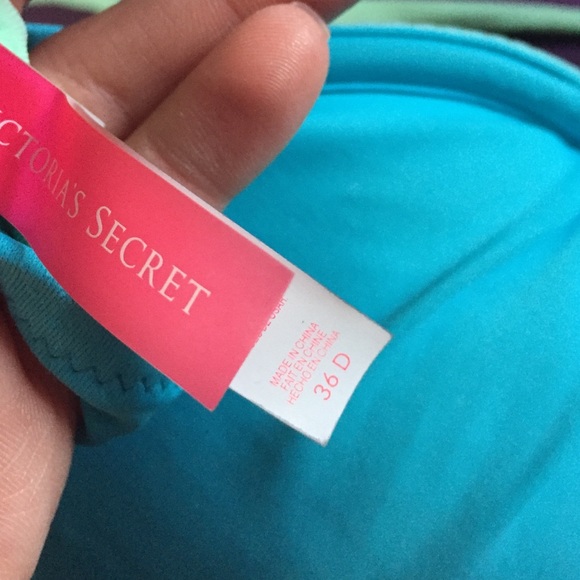 VICTORIA'S SECRET
MADE IN CHINA
FAIT EN CHINE
HECHO EN CHINA
36 D